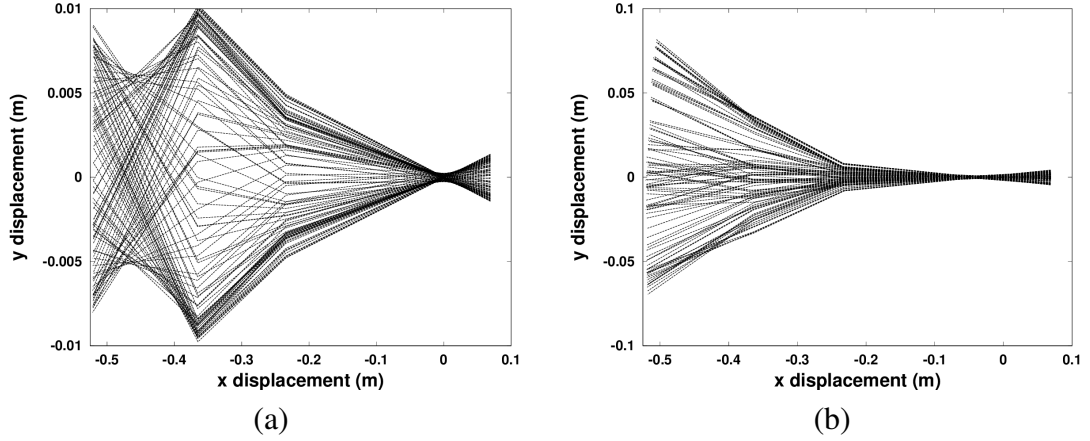 0.01
0.005
0
-0.005
-0.01
y displacement (m)
-0.5 -0.4 -0.3 -0.2 -0.1 0 0.1
x displacement (m)
(a)
0.1
0.05
0
-0.05
-0.1
y displacement (m)
-0.5 -0.4 -0.3 -0.2 -0.1 0 0.1
x displacement (m)
(b)